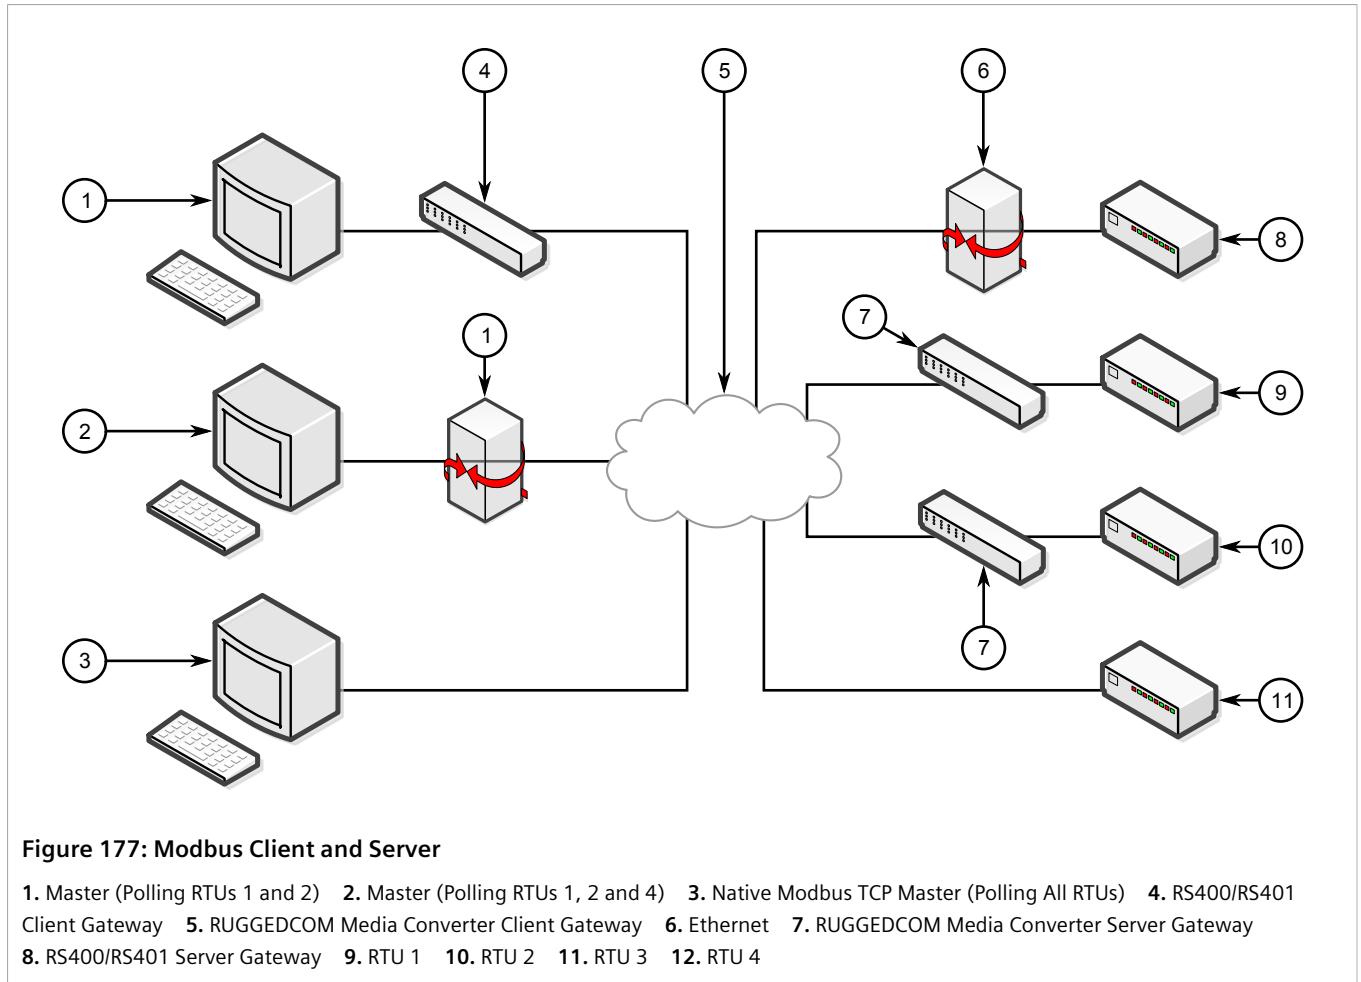 4 5 6
1
8
7
1
9
2
10
7
3
11
Figure 177: Modbus Client and Server
1. Master (Polling RTUs 1 and 2) 2. Master (Polling RTUs 1, 2 and 4) 3. Native Modbus TCP Master (Polling All RTUs) 4. RS400/RS401
Client Gateway 5. RUGGEDCOM Media Converter Client Gateway 6. Ethernet 7. RUGGEDCOM Media Converter Server Gateway
8. RS400/RS401 Server Gateway 9. RTU 1 10. RTU 2 11. RTU 3 12. RTU 4